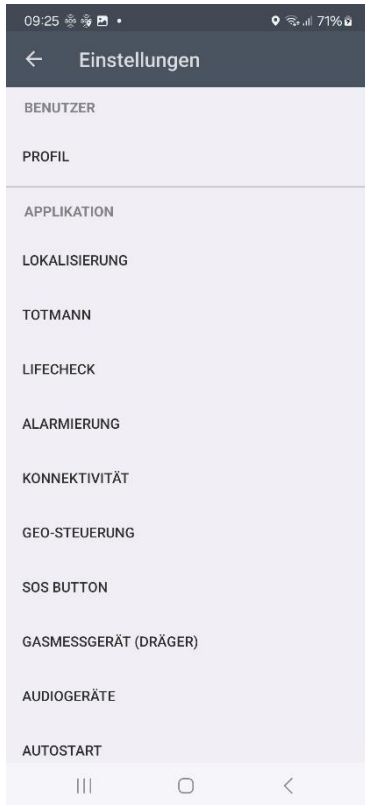 09:25
71%
Einstellungen
BENUTZER
PROFIL
APPLIKATION
LOKALISIERUNG
TOTMANN
LIFECHECK
ALARMIERUNG
KONNEKTIVITÄT
GEO-STEUERUNG
SOS BUTTON
GASMESSGERÄT (DRÄGER)
AUDIOGERÄTE
AUTOSTART